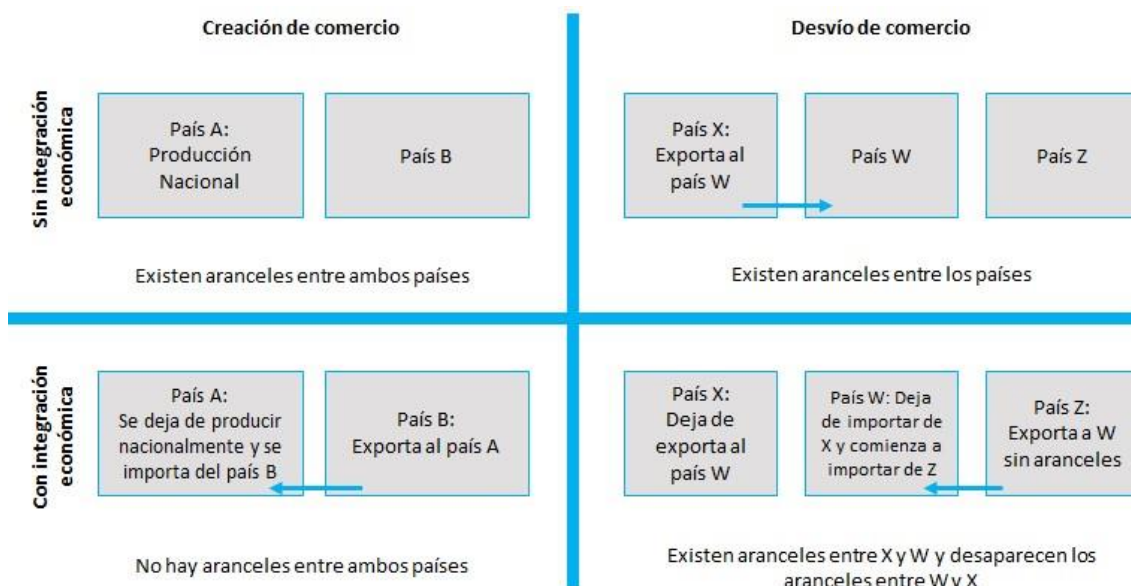 Creación de comercio
Desvío de comercio
Sin integración
económica
País A:
Producción
Nacional
País B
País X:
Exporta al
país W
País W
País Z
Existen aranceles entre ambos países
Existen aranceles entre los países
Con integración
económica
País A:
Se deja de producir
nacionalmente y se
importa del país B
País B:
Exporta al país A
País X:
Deja de
exporta al
país W
País W: Deja
de importar de
X y comienza a
importar de Z
País Z:
Exporta a W
sin aranceles
No hay aranceles entre ambos países
Existen aranceles entre X y W y desaparecen los
aranceles entre W y X